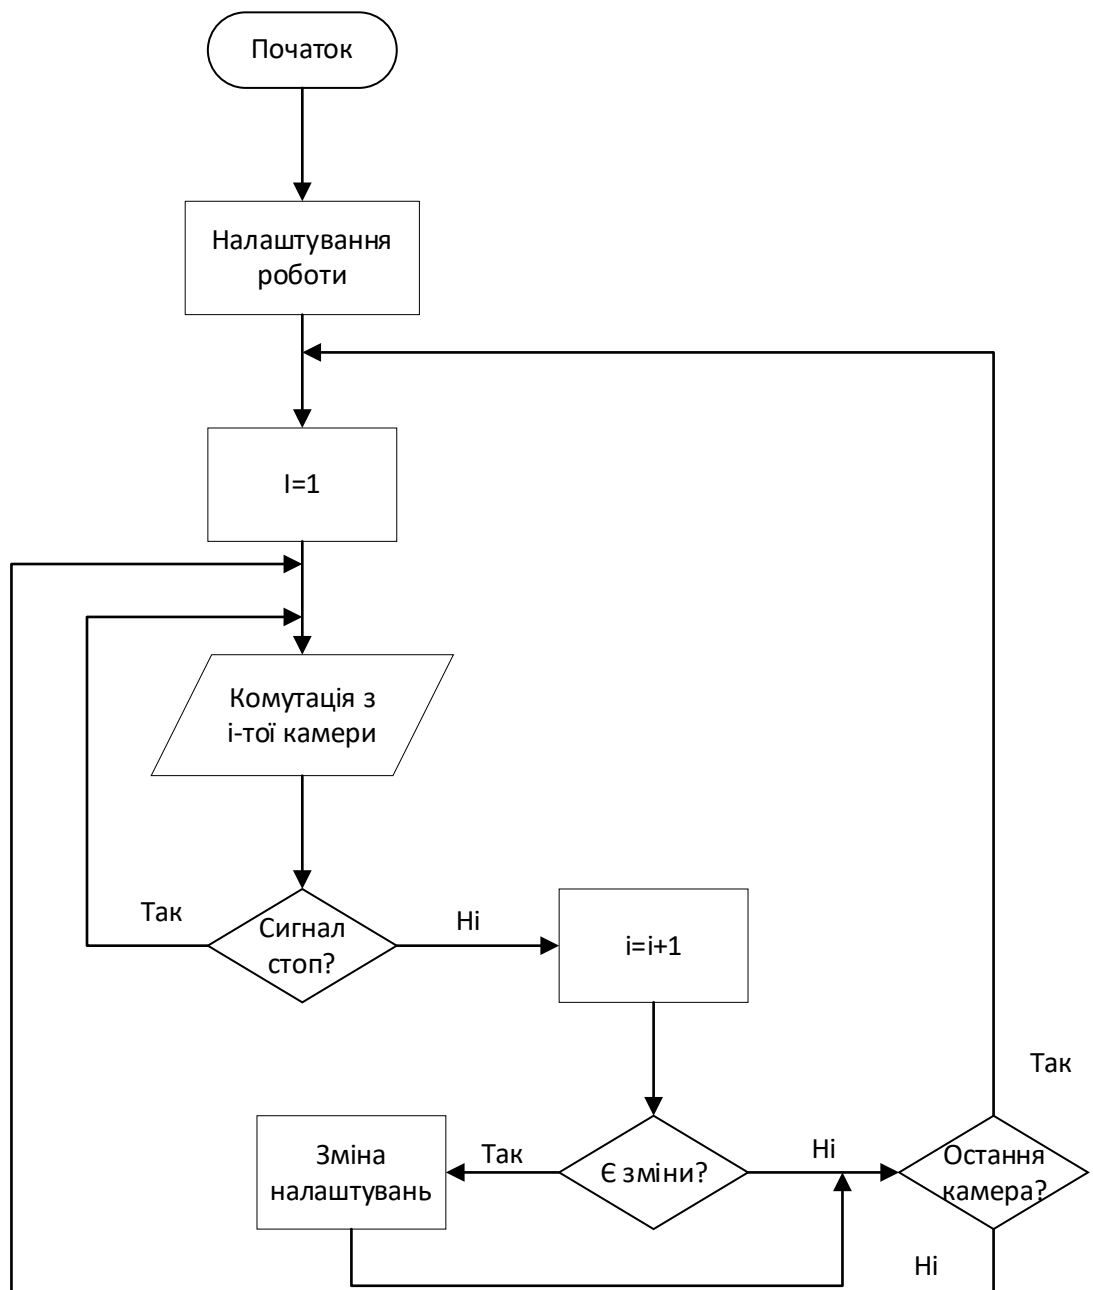 Початок
Налаштування
роботи
I=1
Комутація з
і-тої камери
Так
Сигнал
стоп?
Ні
i=i+1
Так
Зміна
налаштувань
Так
Є зміни?
Ні
Остання
камера?
Ні